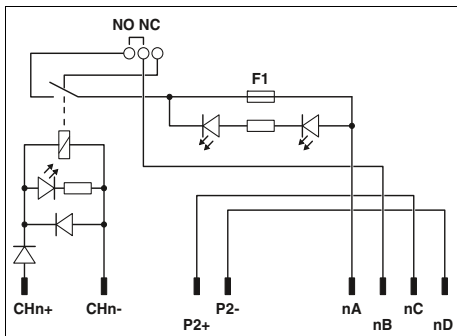 NO NC
F1
CHn+ CHn-
P2+
P2-
nA
nB
nC
nD